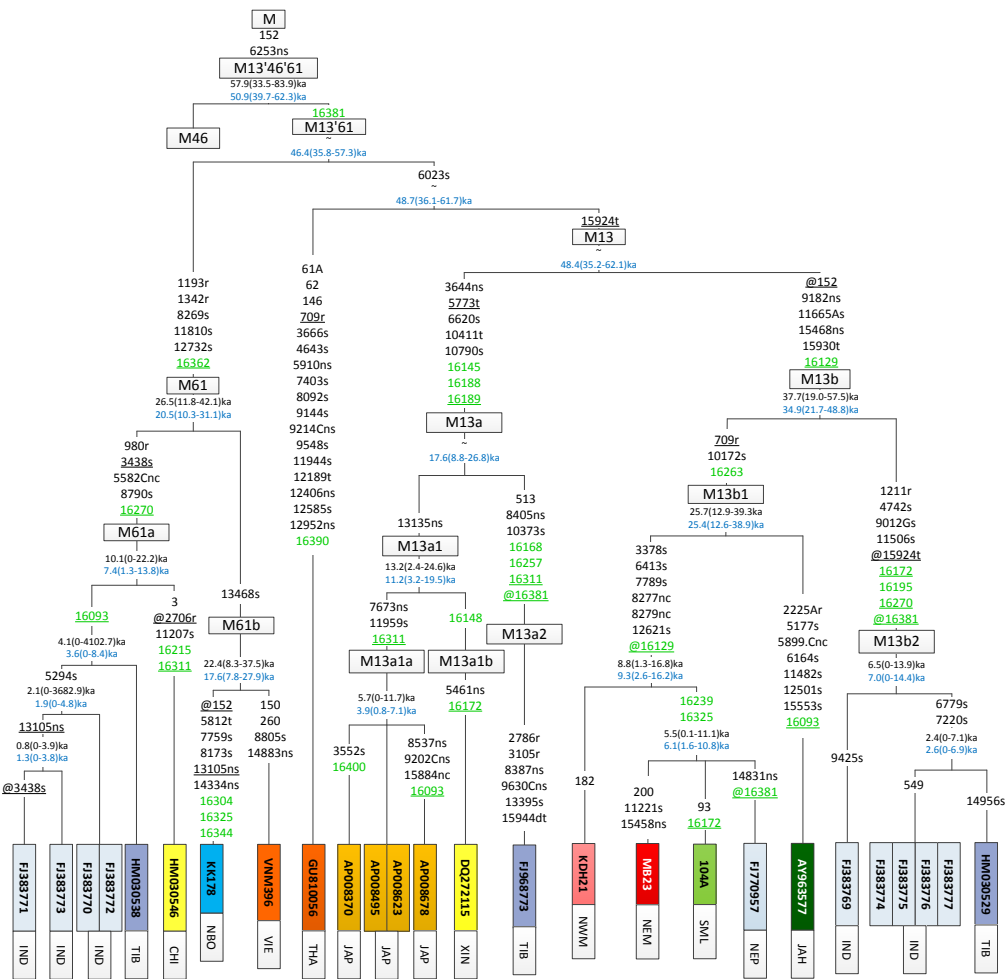 M
152
6253ns
M13'46'61
57.9(33.5-83.9)ka
50.9(39.7-62.3)ka
16381
M46
M13'61
~
46.4(35.8-57.3)ka
6023s
~
48.7(36.1-61.7)ka
15924t
M13
~
48.4(35.2-62.1)ka
1193r
1342r
8269s
11810s
12732s
16362
M61
26.5(11.8-42.1)ka
20.5(10.3-31.1)ka
980r
3438s
5582Cnc
8790s
16270
M61a
10.1(0-22.2)ka
7.4(1.3-13.8)ka
16093
4.1(0-4102.7)ka
3.6(0-8.4)ka
5294s
2.1(0-3682.9)ka
1.9(0-4.8)ka
13105ns
0.8(0-3.9)ka
1.3(0-3.8)ka
@3438s
3
@2706r
11207s
16215
16311
13468s
M61b
22.4(8.3-37.5)ka
17.6(7.8-27.9)ka
@152
5812t
7759s
8173s
13105ns
14334ns
16304
16325
16344
150
260
8805s
14883ns
61A
62
146
709r
3666s
4643s
5910ns
7403s
8092s
9144s
9214Cns
9548s
11944s
12189t
12406ns
12585s
12952ns
16390
3644ns
5773t
6620s
10411t
10790s
16145
16188
16189
M13a
~
17.6(8.8-26.8)ka
13135ns
M13a1
13.2(2.4-24.6)ka
11.2(3.2-19.5)ka
7673ns
11959s
16311
M13a1a
5.7(0-11.7)ka
3.9(0.8-7.1)ka
3552s
16400
8537ns
9202Cns
15884nc
16093
16148
M13a1b
5461ns
16172
513
8405ns
10373s
16168
16257
16311
@16381
M13a2
2786r
3105r
8387ns
9630Cns
13395s
15944dt
@152
9182ns
11665As
15468ns
15930t
16129
M13b
37.7(19.0-57.5)ka
34.9(21.7-48.8)ka
709r
10172s
16263
M13b1
25.7(12.9-39.3ka
25.4(12.6-38.9)ka
3378s
6413s
7789s
8277nc
8279nc
12621s
@16129
8.8(1.3-16.8)ka
9.3(2.6-16.2)ka
182
16239
16325
5.5(0.1-11.1)ka
6.1(1.6-10.8)ka
200
11221s
15458ns
93
16172
14831ns
@16381
2225Ar
5177s
5899.Cnc
6164s
11482s
12501s
15553s
16093
1211r
4742s
9012Gs
11506s
@15924t
16172
16195
16270
@16381
M13b2
6.5(0-13.9)ka
7.0(0-14.4)ka
9425s
6779s
7220s
2.4(0-7.1)ka
2.6(0-6.9)ka
549
14956s
FJ383771
FJ383773
FJ383770
FJ383772
HM030538
HM030546
KK178
VNM396
GU810056
AP008370
AP008495
AP008623
AP008678
DQ272115
FJ968773
KDH21
MB23
104A
FJ770957
AY963577
FJ383769
FJ383774
FJ383775
FJ383776
FJ383777
HM030529
IND
IND
IND
TIB
CHI
NBO
VIE
THA
JAP
JAP
JAP
XIN
TIB
NWM
NEM
SML
NEP
JAH
IND
IND
TIB